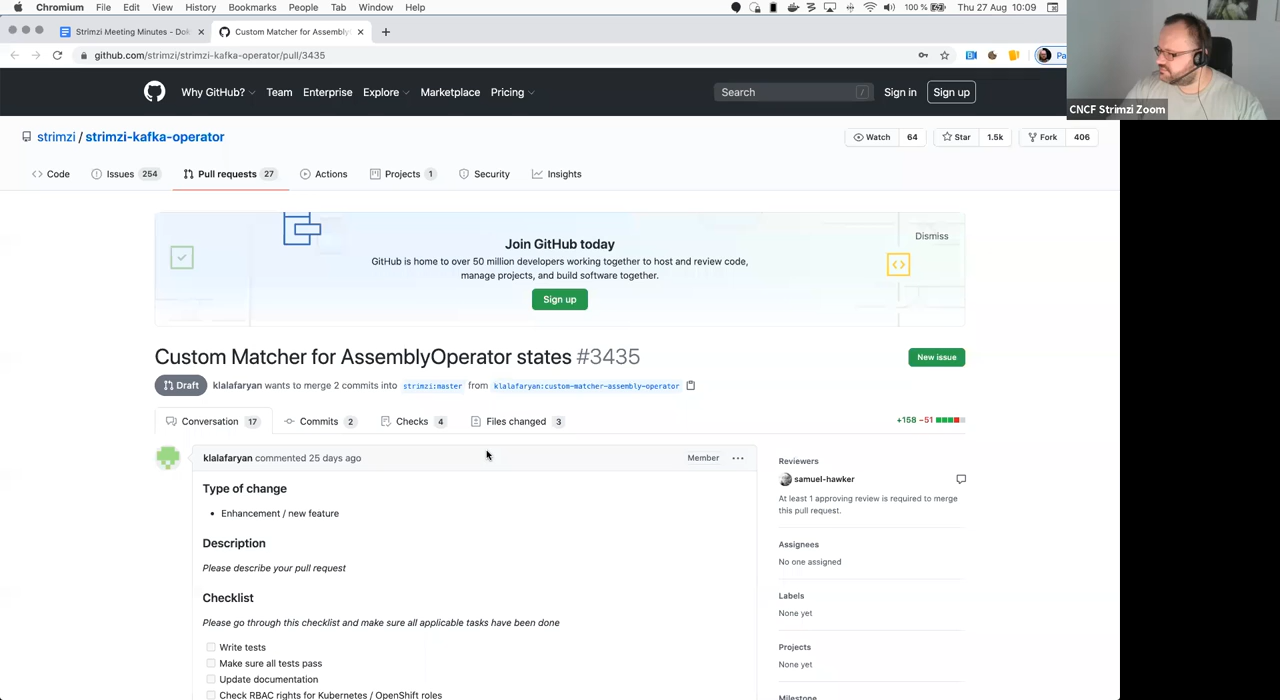 Chromium File Edit View History Bookmarks People Tab Window Help 100 % Thu 27 Aug 10:09
Strimzi Meeting Minutes - Dok Custom Matcher for Assembly
github.com/strimzi/strimzi-kafka-operator/pull/3435 Pa
CNCF Strimzi Zoom
Why GitHub? Team Enterprise Explore Marketplace Pricing Search / Sign in Sign up
strimzi / strimzi-kafka-operator Watch 64 Star 1.5k Fork 406
Code Issues 254 Pull requests 27 Actions Projects 1 Security Insights
Join GitHub today
Dismiss
GitHub is home to over 50 million developers working together to host and review code,
manage projects, and build software together.
Sign up
Custom Matcher for AssemblyOperator states #3435
New issue
Draft klalafaryan wants to merge 2 commits into strimzi:master from klalafaryan:custom-matcher-assembly-operator
Conversation 17 Commits 2 Checks 4 Files changed 3 +158 −51
klalafaryan commented 25 days ago Member
Type of change
Enhancement / new feature
Description
Please describe your pull request
Checklist
Please go through this checklist and make sure all applicable tasks have been done
Write tests
Make sure all tests pass
Update documentation
Check RBAC rights for Kubernetes / OpenShift roles
Reviewers
samuel-hawker
At least 1 approving review is required to merge
this pull request.
Assignees
No one assigned
Labels
None yet
Projects
None yet
Milestone